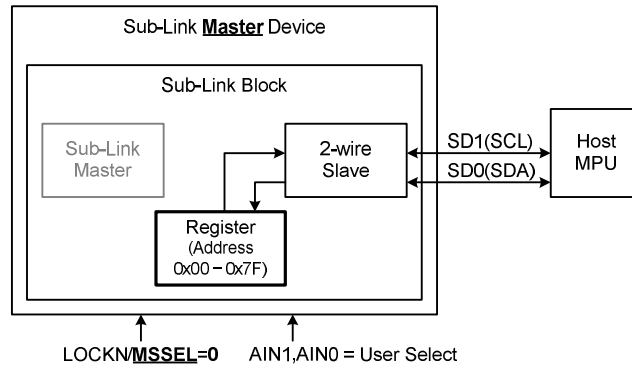 Sub-Link Master Device
Sub-Link Block
Sub-Link
Master
2-wire
Slave
SD1(SCL)
SD0(SDA)
Host
MPU
Register
(Address
0x00 – 0x7F)
LOCKN/MSSEL=0
AIN1,AIN0 = User Select